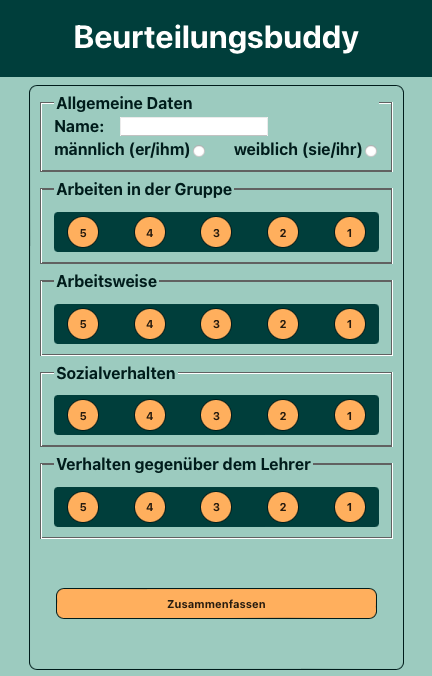 Beurteilungsbuddy
Allgemeine Daten
Name:
männlich (er/ihm) weiblich (sie/ihr)
Arbeiten in der Gruppe
5 4 3 2 1
Arbeitsweise
5 4 3 2 1
Sozialverhalten
5 4 3 2 1
Verhalten gegenüber dem Lehrer
5 4 3 2 1
Zusammenfassen